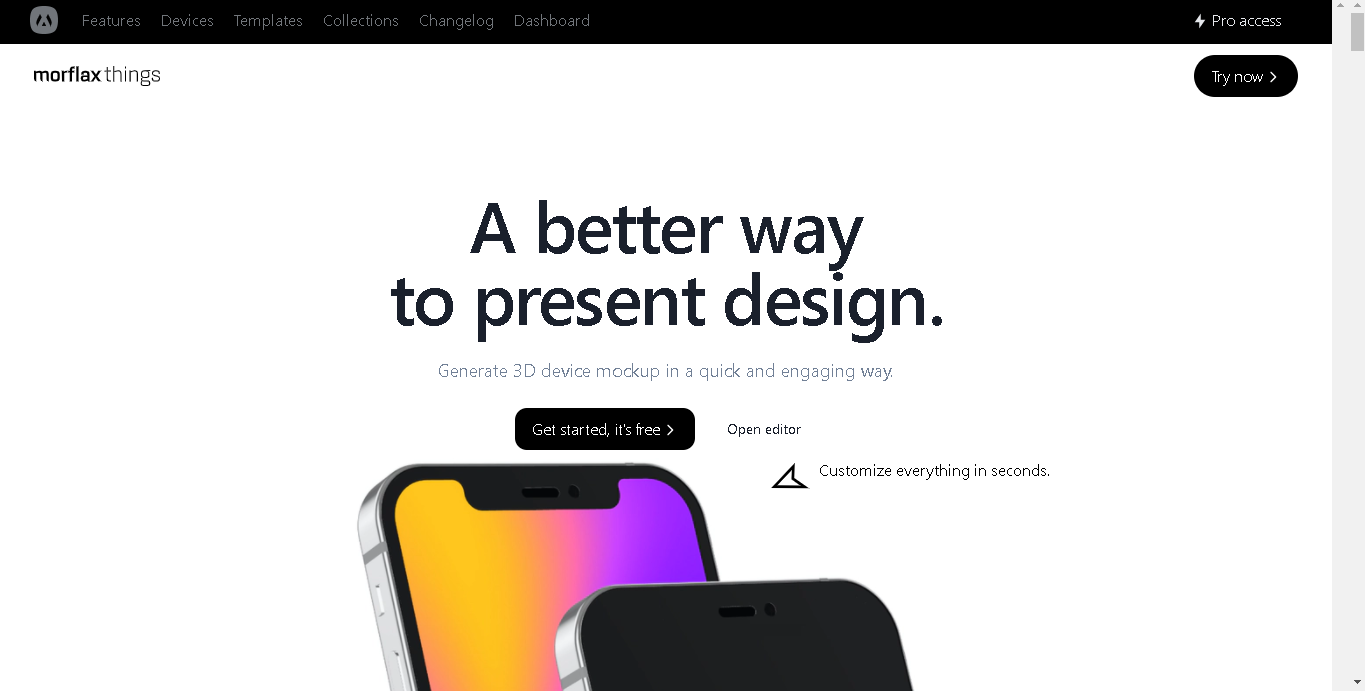 Features Devices Templates Collections Changelog Dashboard Pro access
morflax things Try now
A better way
to present design.
Generate 3D device mockup in a quick and engaging way.
Get started, it's free Open editor
Customize everything in seconds.